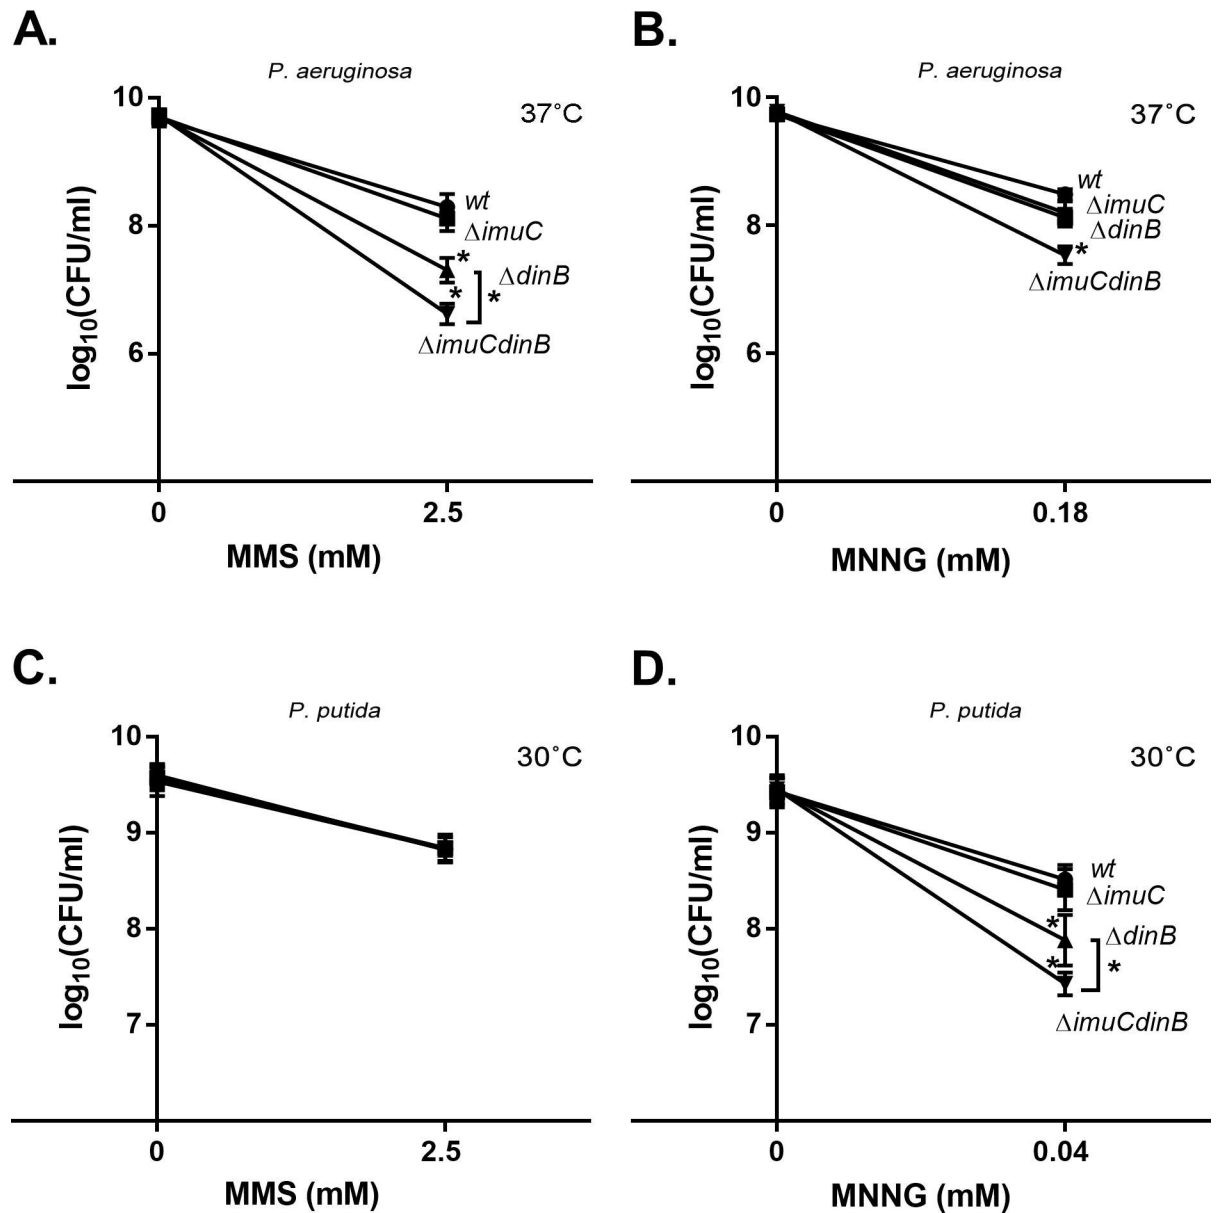 A.
P. aeruginosa
37°C
log10(CFU/ml)
10
8
6
wt
ΔimuC
*
ΔdinB
*
*
ΔimuCdinB
0
2.5
MMS (mM)
B.
P. aeruginosa
37°C
log10(CFU/ml)
10
8
6
wt
ΔimuC
ΔdinB
*
ΔimuCdinB
0
0.18
MNNG (mM)
C.
P. putida
30°C
log10(CFU/ml)
10
9
8
7
0
2.5
MMS (mM)
D.
P. putida
30°C
log10(CFU/ml)
10
9
8
7
wt
ΔimuC
*
ΔdinB
*
*
ΔimuCdinB
0
0.04
MNNG (mM)